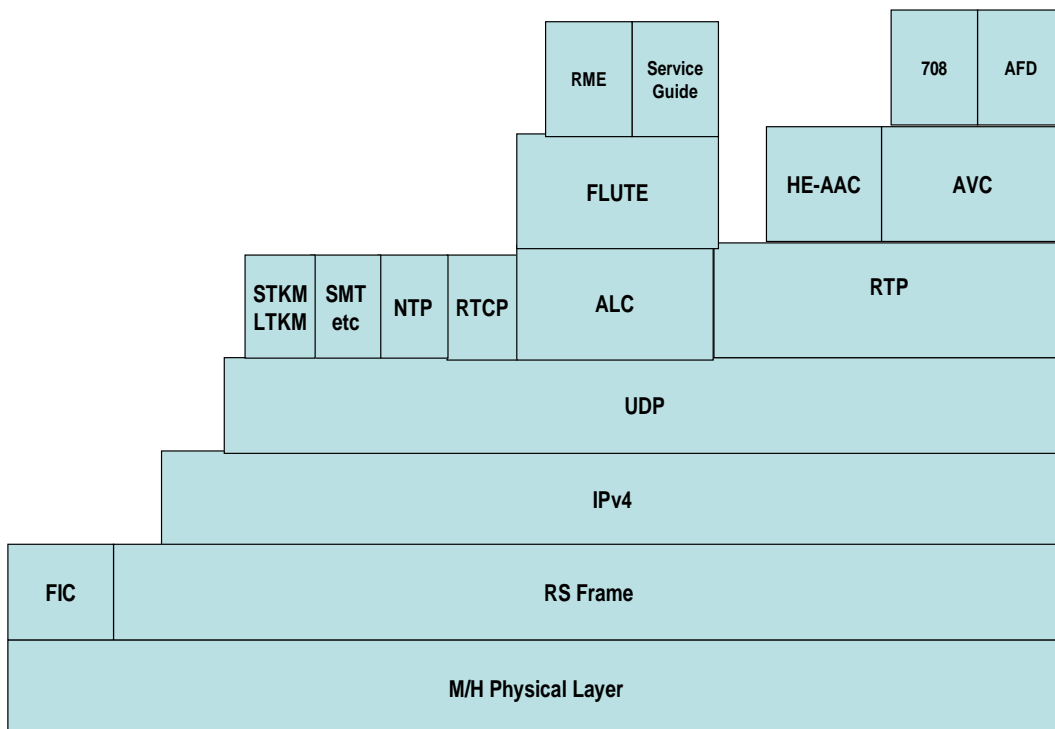 RME
Service
Guide
708
AFD
FLUTE
HE-AAC
AVC
STKM
LTKM
SMT
etc
NTP
RTCP
ALC
RTP
UDP
IPv4
FIC
RS Frame
M/H Physical Layer